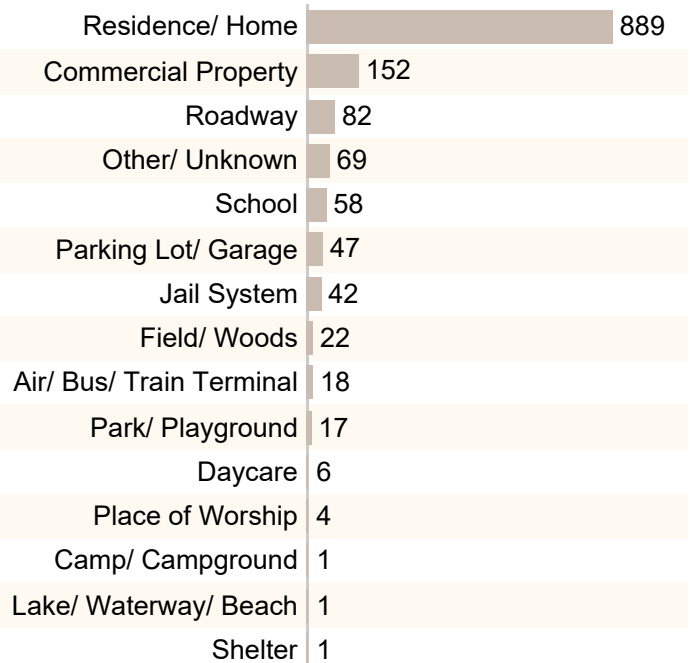 Residence/ Home 889
Commercial Property 152
Roadway 82
Other/ Unknown 69
School 58
Parking Lot/ Garage 47
Jail System 42
Field/ Woods 22
Air/ Bus/ Train Terminal 18
Park/ Playground 17
Daycare 6
Place of Worship 4
Camp/ Campground 1
Lake/ Waterway/ Beach 1
Shelter 1